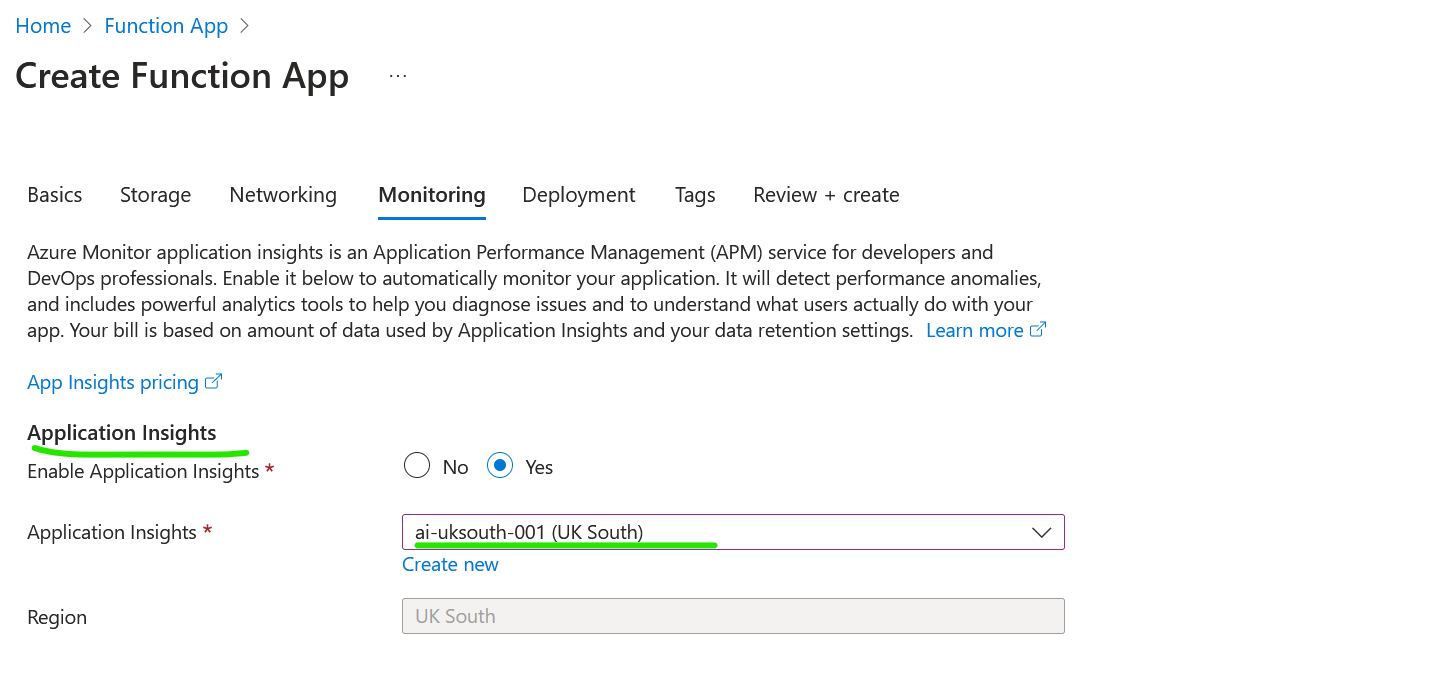 Home > Function App >
Create Function App ...
Basics Storage Networking Monitoring Deployment Tags Review + create
Azure Monitor application insights is an Application Performance Management (APM) service for developers and
DevOps professionals. Enable it below to automatically monitor your application. It will detect performance anomalies,
and includes powerful analytics tools to help you diagnose issues and to understand what users actually do with your
app. Your bill is based on amount of data used by Application Insights and your data retention settings. Learn more
App Insights pricing
Application Insights
Enable Application Insights * No Yes
Application Insights * ai-uksouth-001 (UK South)
Create new
Region UK South